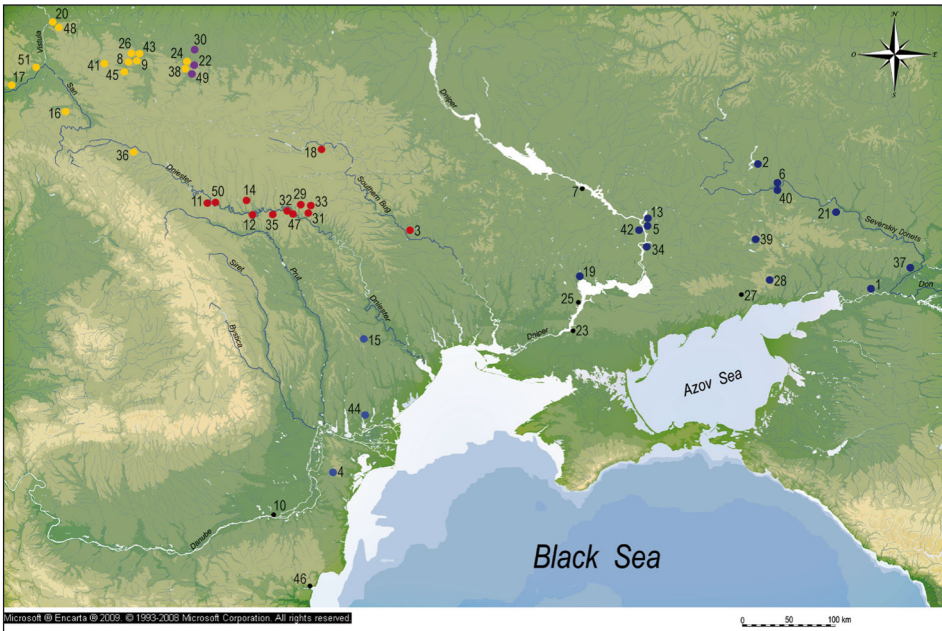 20
48
N
26
43
30
51
Vistula
41
8
9
24
22
O
E
17
45
38
49
San
S
Dniper
16
18
36
2
Dniester
Southern Bug
7
6
40
11
50
14
32
29
33
13
21
12
35
47
31
3
42
5
Seversky Donets
34
39
Siret
Prut
19
28
37
Bystrica
Dniester
25
27
1
Don
15
Dniper
23
Azov Sea
44
4
10
Danube
Black Sea
46
Microsoft ® Encarta ® 2009. © 1993-2008 Microsoft Corporation. All rights reserved.
0 50 100 km